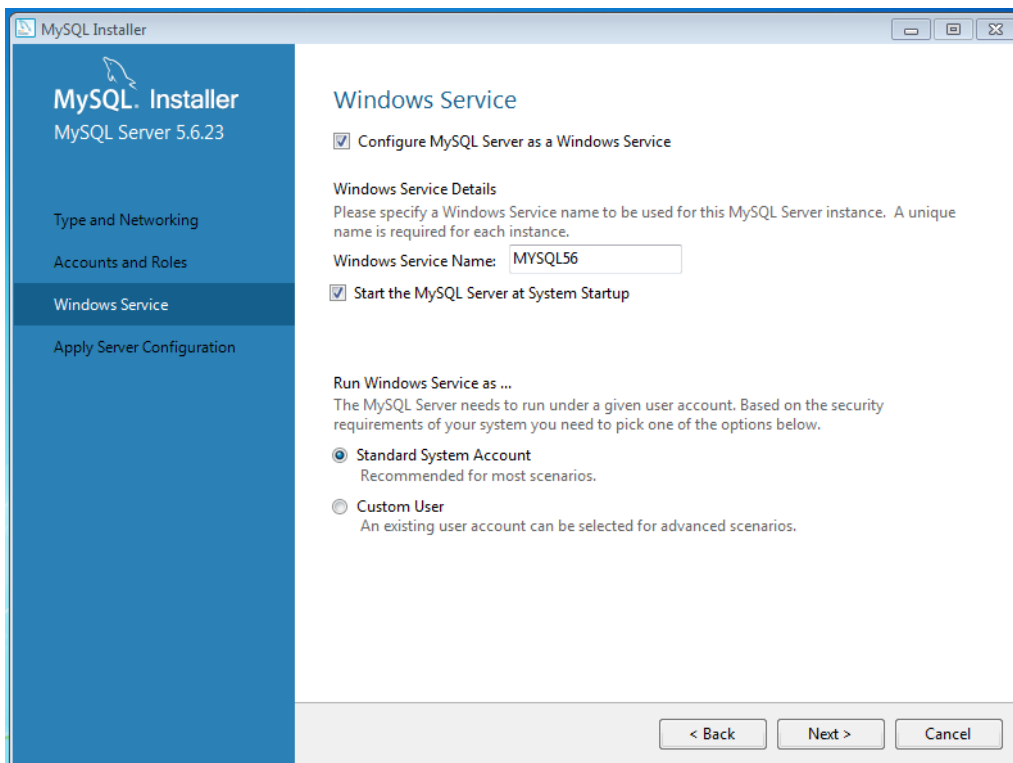 MySQL Installer
MySQL. Installer
MySQL Server 5.6.23
Type and Networking
Accounts and Roles
Windows Service
Apply Server Configuration
Windows Service
Configure MySQL Server as a Windows Service
Windows Service Details
Please specify a Windows Service name to be used for this MySQL Server instance. A unique
name is required for each instance.
Windows Service Name: MYSQL56
Start the MySQL Server at System Startup
Run Windows Service as ...
The MySQL Server needs to run under a given user account. Based on the security
requirements of your system you need to pick one of the options below.
Standard System Account
Recommended for most scenarios.
Custom User
An existing user account can be selected for advanced scenarios.
< Back Next > Cancel